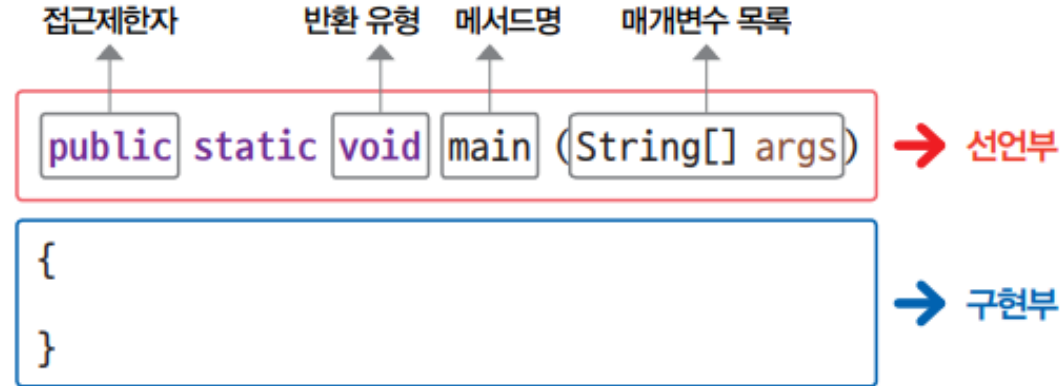 접근제한자 반환 유형 메서드명 매개변수 목록
public static void main (String[] args) 선언부
{
구현부
}